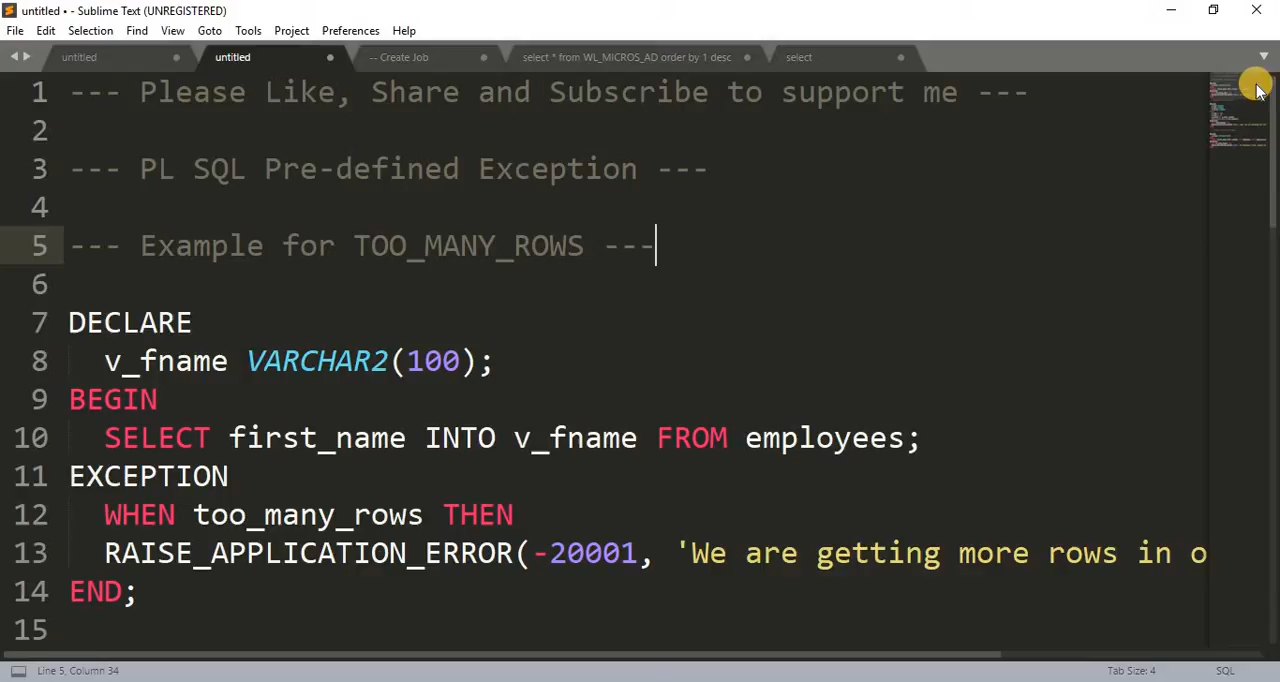 untitled • - Sublime Text (UNREGISTERED)
File Edit Selection Find View Goto Tools Project Preferences Help
untitled untitled -- Create Job select * from WL_MICROS_AD order by 1 desc select
1 --- Please Like, Share and Subscribe to support me ---
2
3 --- PL SQL Pre-defined Exception ---
4
5 --- Example for TOO_MANY_ROWS ---
6
7 DECLARE
8 v_fname VARCHAR2(100);
9 BEGIN
10 SELECT first_name INTO v_fname FROM employees;
11 EXCEPTION
12 WHEN too_many_rows THEN
13 RAISE_APPLICATION_ERROR(-20001, 'We are getting more rows in o
14 END;
15
Line 5, Column 34 Tab Size: 4 SQL